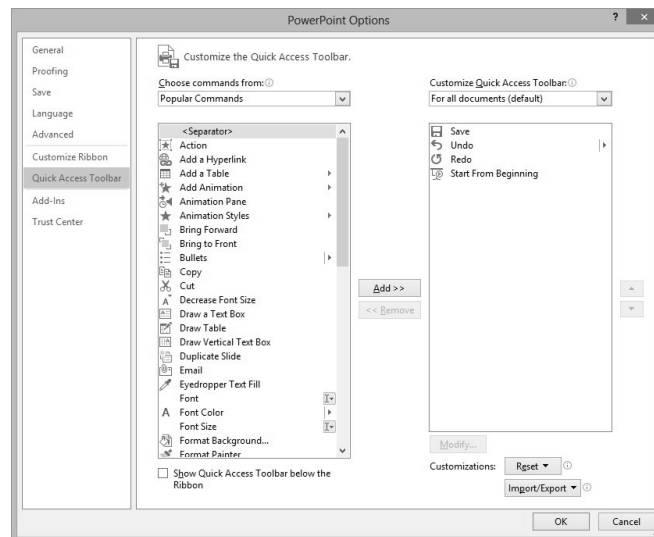 PowerPoint Options
? ×
General
Proofing
Save
Language
Advanced
Customize Ribbon
Quick Access Toolbar
Add-Ins
Trust Center
Customize the Quick Access Toolbar.
Choose commands from:
Popular Commands
<Separator>
Action
Add a Hyperlink
Add a Table
Add Animation
Animation Pane
Animation Styles
Bring Forward
Bring to Front
Bullets
Copy
Cut
Decrease Font Size
Draw a Text Box
Draw Table
Draw Vertical Text Box
Duplicate Slide
Email
Eyedropper Text Fill
Font
Font Color
Font Size
Format Background...
Format Painter
Show Quick Access Toolbar below the
Ribbon
Add >>
<< Remove
Customize Quick Access Toolbar:
For all documents (default)
Save
Undo
Redo
Start From Beginning
Modify...
Customizations:
Reset
Import/Export
OK
Cancel